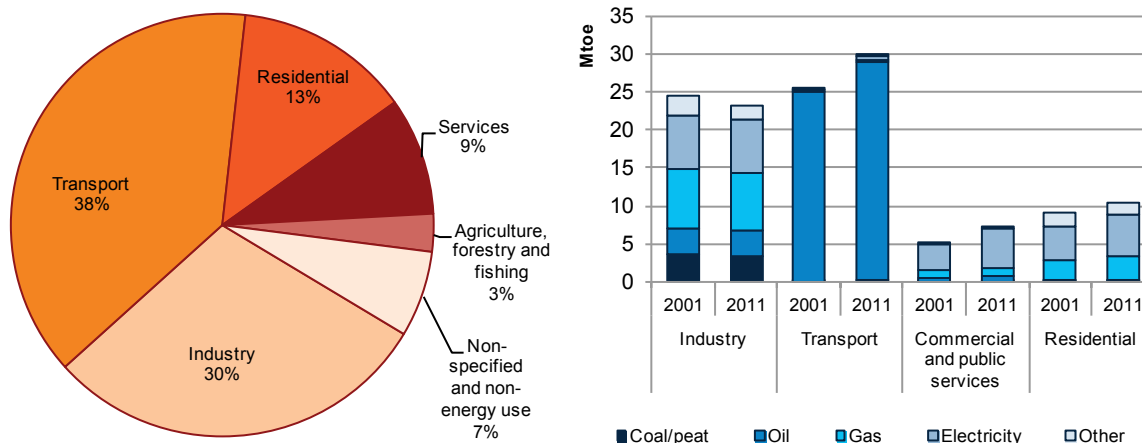 Residential
13%
Services
9%
Transport
38%
Agriculture,
forestry and
fishing
3%
Industry
30%
Non-
specified and
non-
energy use
7%
Mtoe
35
30
25
20
15
10
5
0
2001 2011 2001 2011 2001 2011 2001 2011
Industry Transport Commercial Residential
and public
services
Coal/peat Oil Gas Electricity Other